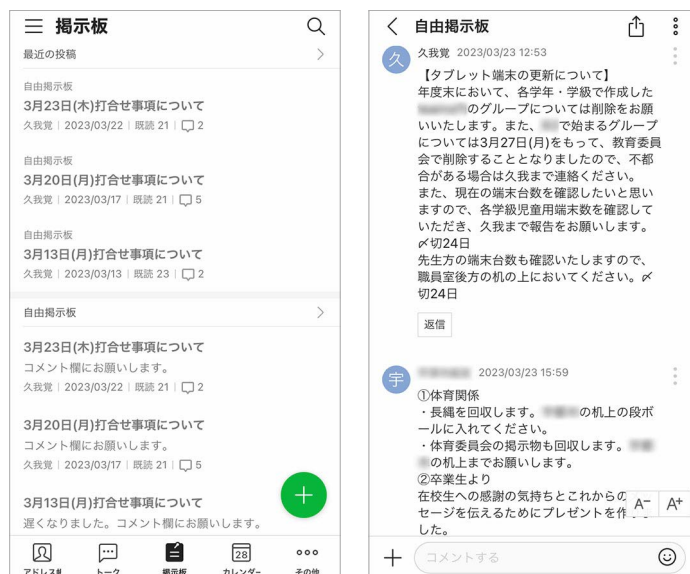 掲示板
最近の投稿
自由掲示板
3月23日(木)打合せ事項について
久我覚 | 2023/03/22 | 既読 21 | 2
自由掲示板
3月20日(月)打合せ事項について
久我覚 | 2023/03/17 | 既読 21 | 5
自由掲示板
3月13日(月)打合せ事項について
久我覚 | 2023/03/13 | 既読 23 | 2
自由掲示板
3月23日(木)打合せ事項について
コメント欄にお願いします。
久我覚 | 2023/03/22 | 既読 21 | 2
3月20日(月)打合せ事項について
コメント欄にお願いします。
久我覚 | 2023/03/17 | 既読 21 | 5
3月13日(月)打合せ事項について
遅くなりました。コメント欄にお願いします。
トーク
掲示板
28
カレンダー
その他
自由掲示板
久
久我覚 2023/03/23 12:53
【タブレット端末の更新について】
年度末において、各学年・学級で作成した
のグループについては削除をお願
いいたします。また、で始まるグループ
については3月27日(月)をもって、教育委員
会で削除することとなりましたので、不都
合がある場合は久我まで連絡ください。
また、現在の端末台数を確認したいと思い
ますので、各学級児童用端末数を確認して
いただき、久我まで報告をお願いします。
〆切24日
先生方の端末台数も確認いたしますので、
職員室後方の机の上においてください。〆
切24日
返信
宇
2023/03/23 15:59
①体育関係
・長縄を回収します。の机上の段ボ
ールに入れてください。
・体育委員会の掲示物も回収します。
の机上までお願いします。
②卒業生より
在校生への感謝の気持ちとこれからの
セージを伝えるためにプレゼントを作
した。
A-
A+
コメントする